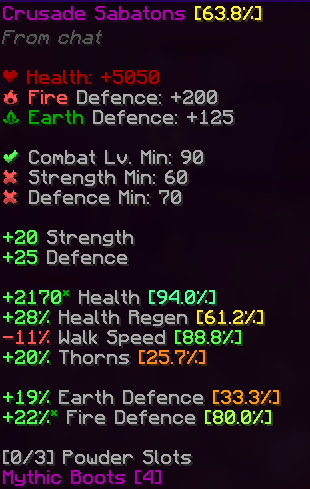 Crusade Sabatons [63.8%]
From chat
Health: +5050
Fire Defence: +200
Earth Defence: +125
Combat Lv. Min: 90
Strength Min: 60
Defence Min: 70
+20 Strength
+25 Defence
+2170* Health [94.0%]
+28% Health Regen [61.2%]
-11% Walk Speed [88.8%]
+20% Thorns [25.7%]
+19% Earth Defence [33.3%]
+22%* Fire Defence [80.0%]
[0/3] Powder Slots
Mythic Boots [4]